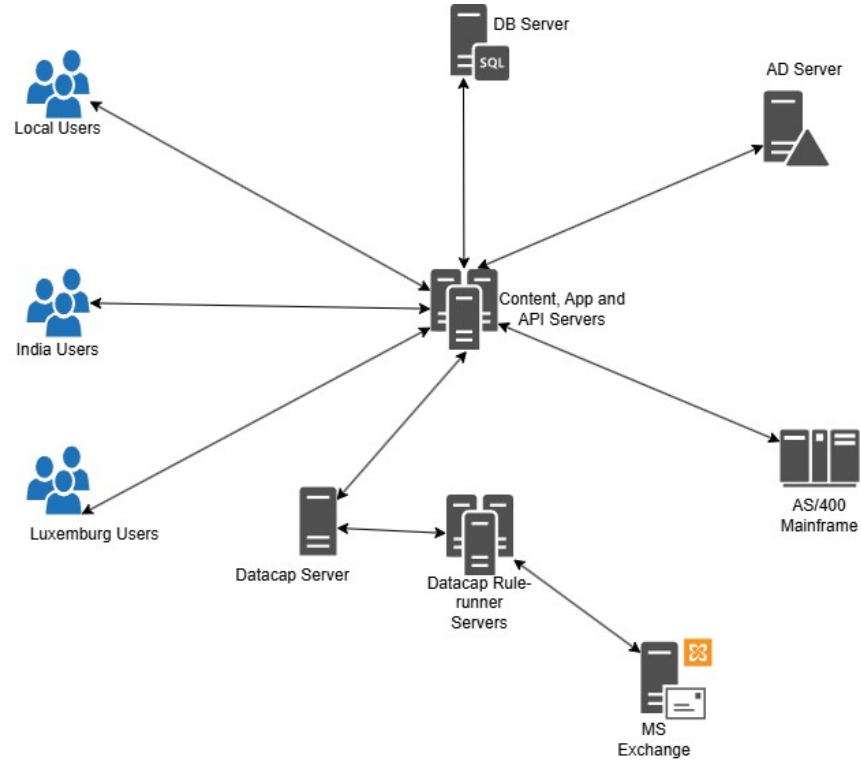 DB Server
SQL
AD Server
Local Users
Content, App and
API Servers
India Users
Luxemburg Users
AS/400
Mainframe
Datacap Server
Datacap Rule-
runner
Servers
MS
Exchange